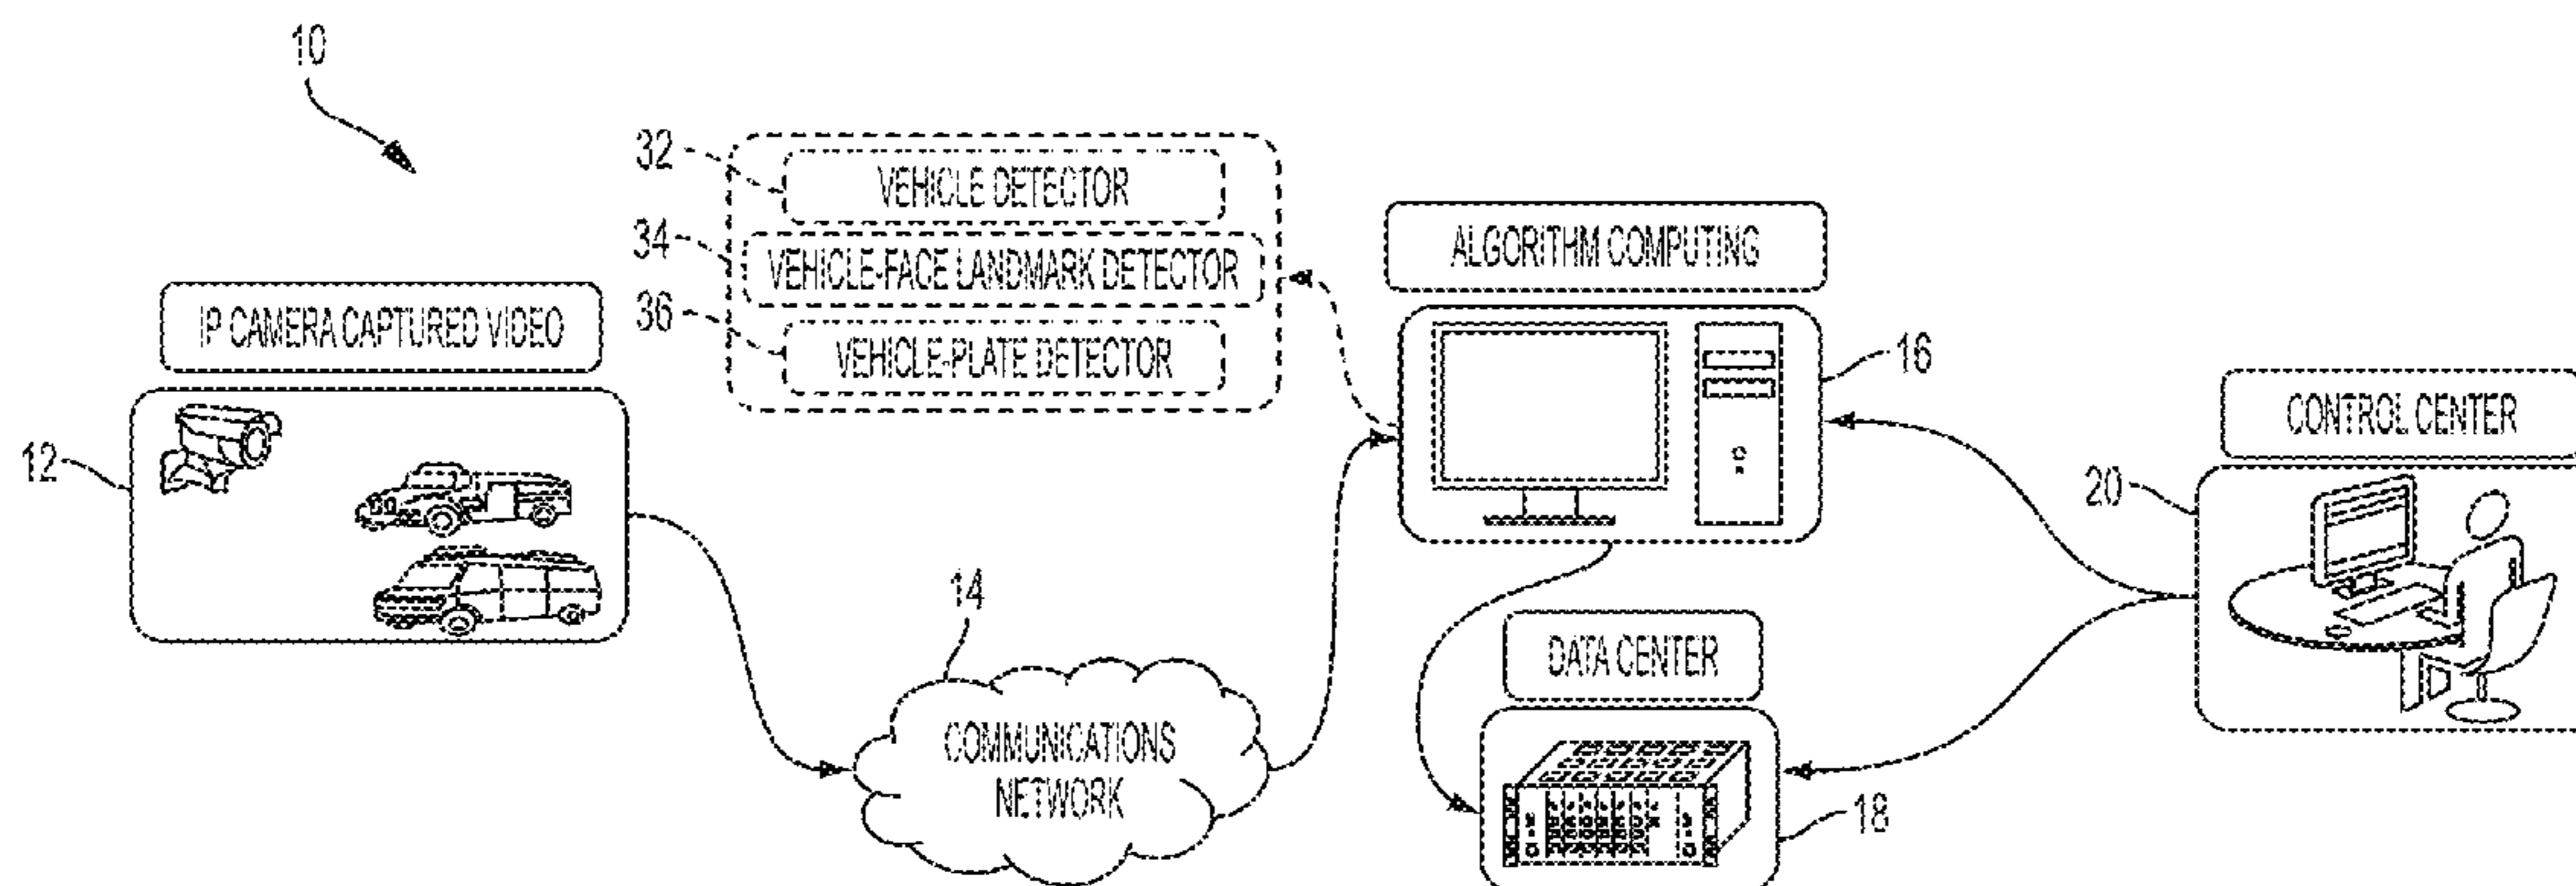 10
32
VEHICLE DETECTOR
34
VEHICLE-FACE LANDMARK DETECTOR
36
VEHICLE-PLATE DETECTOR
IP CAMERA CAPTURED VIDEO
12
14
COMMUNICATIONS
NETWORK
ALGORITHM COMPUTING
16
DATA CENTER
18
CONTROL CENTER
20